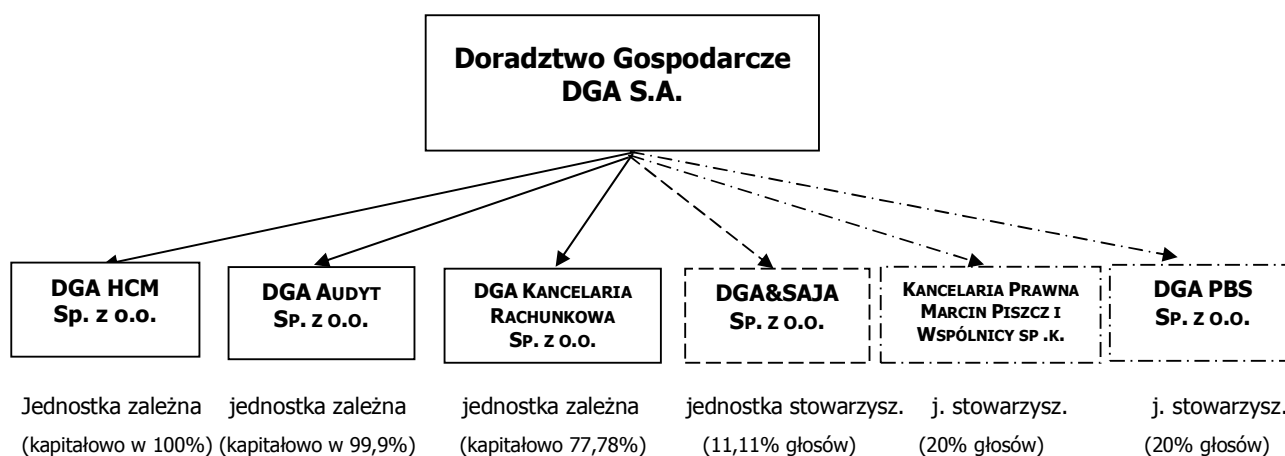 Doradztwo Gospodarcze
DGA S.A.
DGA HCM
Sp. z o.o.
DGA AUDYT
SP. Z O.O.
DGA KANCELARIA
RACHUNKOWA
SP. Z O.O.
DGA&SAJA
SP. Z O.O.
KANCELARIA PRAWNA
MARCIN PISZCZ I
WSPÓLNICY SP .K.
DGA PBS
SP. Z O.O.
Jednostka zależna
(kapitałowo w 100%)
jednostka zależna
(kapitałowo w 99,9%)
jednostka zależna
(kapitałowo 77,78%)
jednostka stowarzysz.
(11,11% głosów)
j. stowarzysz.
(20% głosów)
j. stowarzysz.
(20% głosów)